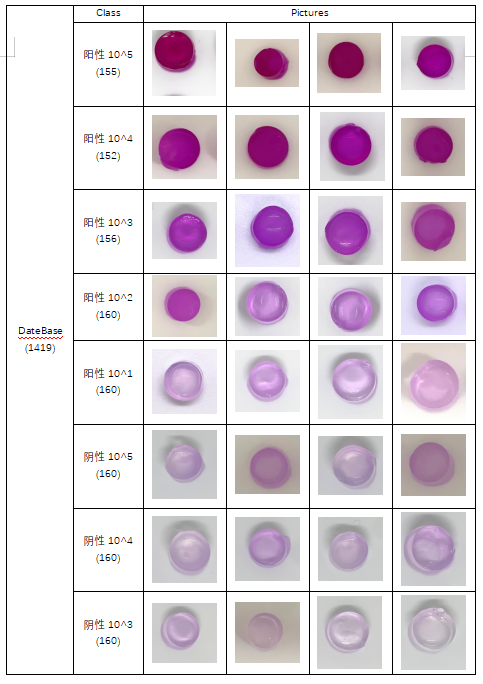 Class
Pictures
DateBase
(1419)
阳性 10^5
(155)
阳性 10^4
(152)
阳性 10^3
(156)
阳性 10^2
(160)
阳性 10^1
(160)
阴性 10^5
(160)
阴性 10^4
(160)
阴性 10^3
(160)